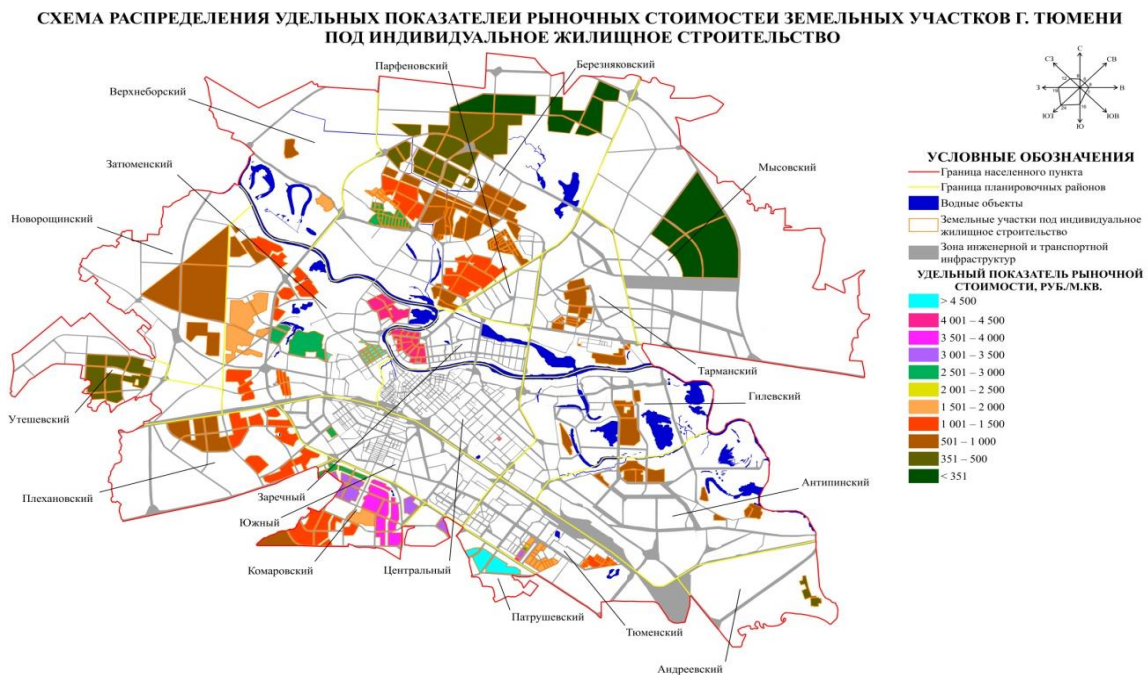 СХЕМА РАСПРЕДЕЛЕНИЯ УДЕЛЬНЫХ ПОКАЗАТЕЛЕИ РЫНОЧНЫХ СТОИМОСТЕИ ЗЕМЕЛЬНЫХ УЧАСТКОВ Г. ТЮМЕНИ
ПОД ИНДИВИДУАЛЬНОЕ ЖИЛИЩНОЕ СТРОИТЕЛЬСТВО
Парфеновский
Березняковский
Верхнеборский
Затюменский
Новорощинский
Мысовский
Утешевский
Тарманский
Гилевский
Плехановский
Заречный
Антипинский
Южный
Комаровский
Центральный
Патрушевский
Тюменский
Андреевский
С
СЗ
СВ
З
В
ЮЗ
ЮВ
Ю
УСЛОВНЫЕ ОБОЗНАЧЕНИЯ
Граница населенного пункта
Граница планировочных районов
Водные объекты
Земельные участки под индивидуальное
жилищное строительство
Зона инженерной и транспортной
инфраструктур
УДЕЛЬНЫЙ ПОКАЗАТЕЛЬ РЫНОЧНОЙ
СТОИМОСТИ, РУБ./М.КВ.
> 4 500
4 001 – 4 500
3 501 – 4 000
3 001 – 3 500
2 501 – 3 000
2 001 – 2 500
1 501 – 2 000
1 001 – 1 500
501 – 1 000
351 – 500
< 351